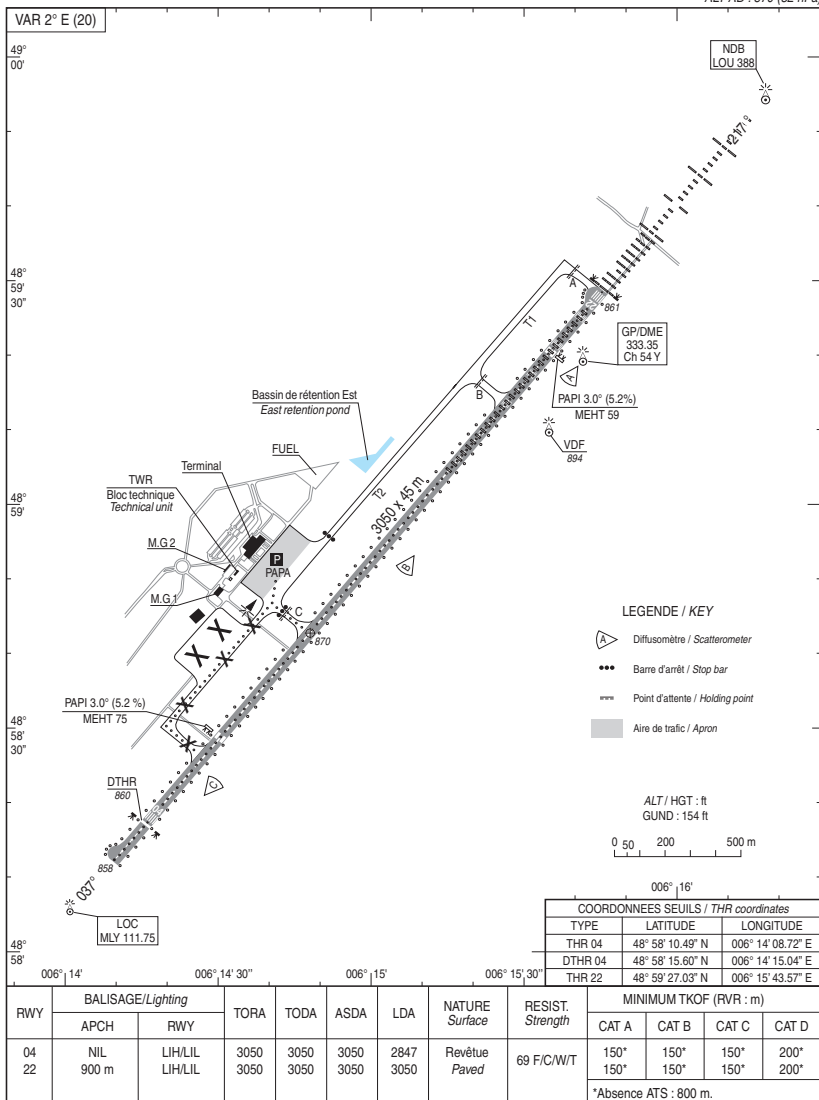 VAR 2° E (20)
49°
00'
NDB
LOU 388
217°
48°
59'
30"
A
861
T1
GP/DME
333.35
Ch 54 Y
A
B
PAPI 3.0° (5.2%)
MEHT 59
Bassin de rétention Est
East retention pond
VDF
894
FUEL
Terminal
TWR
Bloc technique
Technical unit
48°
59'
T2
3050 x 45 m
M.G 2
P
PAPA
B
M.G 1
C
870
LEGENDE / KEY
A
Diffusomètre / Scatterometer
Barre d'arrêt / Stop bar
Point d'attente / Holding point
Aire de trafic / Apron
PAPI 3.0° (5.2 %)
MEHT 75
48°
58'
30"
C
DTHR
860
ALT / HGT : ft
GUND : 154 ft
0 50 200 500 m
858
037°
LOC
MLY 111.75
006° 16'
48°
58'
006° 14' 006° 14' 30" 006° 15' 006° 15' 30"
COORDONNEES SEUILS / THR coordinates
TYPE LATITUDE LONGITUDE
THR 04 48° 58' 10.49" N 006° 14' 08.72" E
DTHR 04 48° 58' 15.60" N 006° 14' 15.04" E
THR 22 48° 59' 27.03" N 006° 15' 43.57" E
RWY BALISAGE/Lighting TORA TODA ASDA LDA NATURE Surface RESIST. Strength MINIMUM TKOF (RVR : m)
APCH RWY CAT A CAT B CAT C CAT D
04 NIL LIH/LIL 3050 3050 3050 2847 Revêtue 69 F/C/W/T 150* 150* 150* 200*
22 900 m LIH/LIL 3050 3050 3050 3050 Paved 150* 150* 150* 200*
*Absence ATS : 800 m.